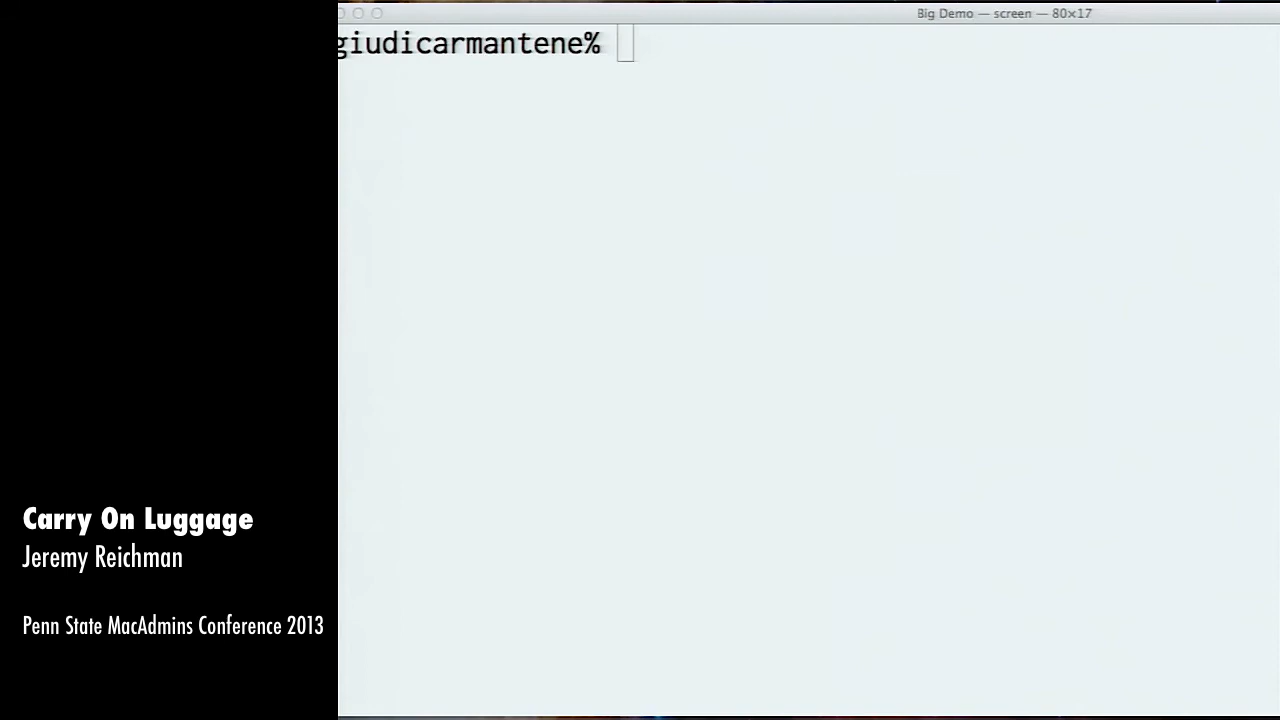 Big Demo — screen — 80×17
giudicarmantene%
Carry On Luggage
Jeremy Reichman
Penn State MacAdmins Conference 2013